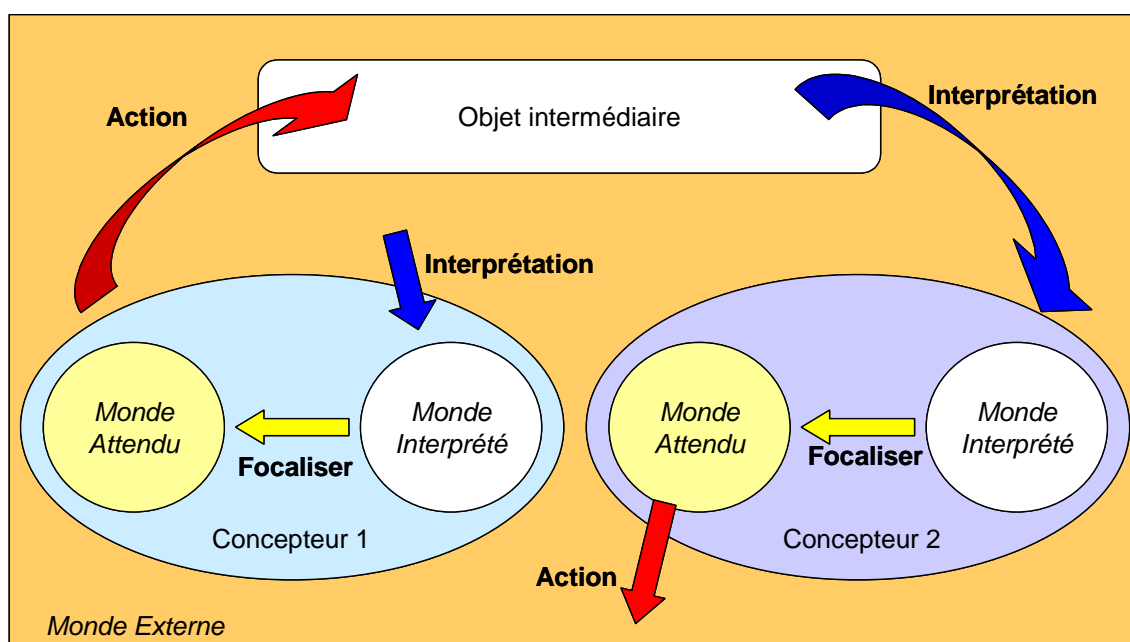 Action
Objet intermédiaire
Interprétation
Interprétation
Monde
Attendu
Focaliser
Monde
Interprété
Concepteur 1
Monde
Attendu
Focaliser
Monde
Interprété
Concepteur 2
Action
Monde Externe